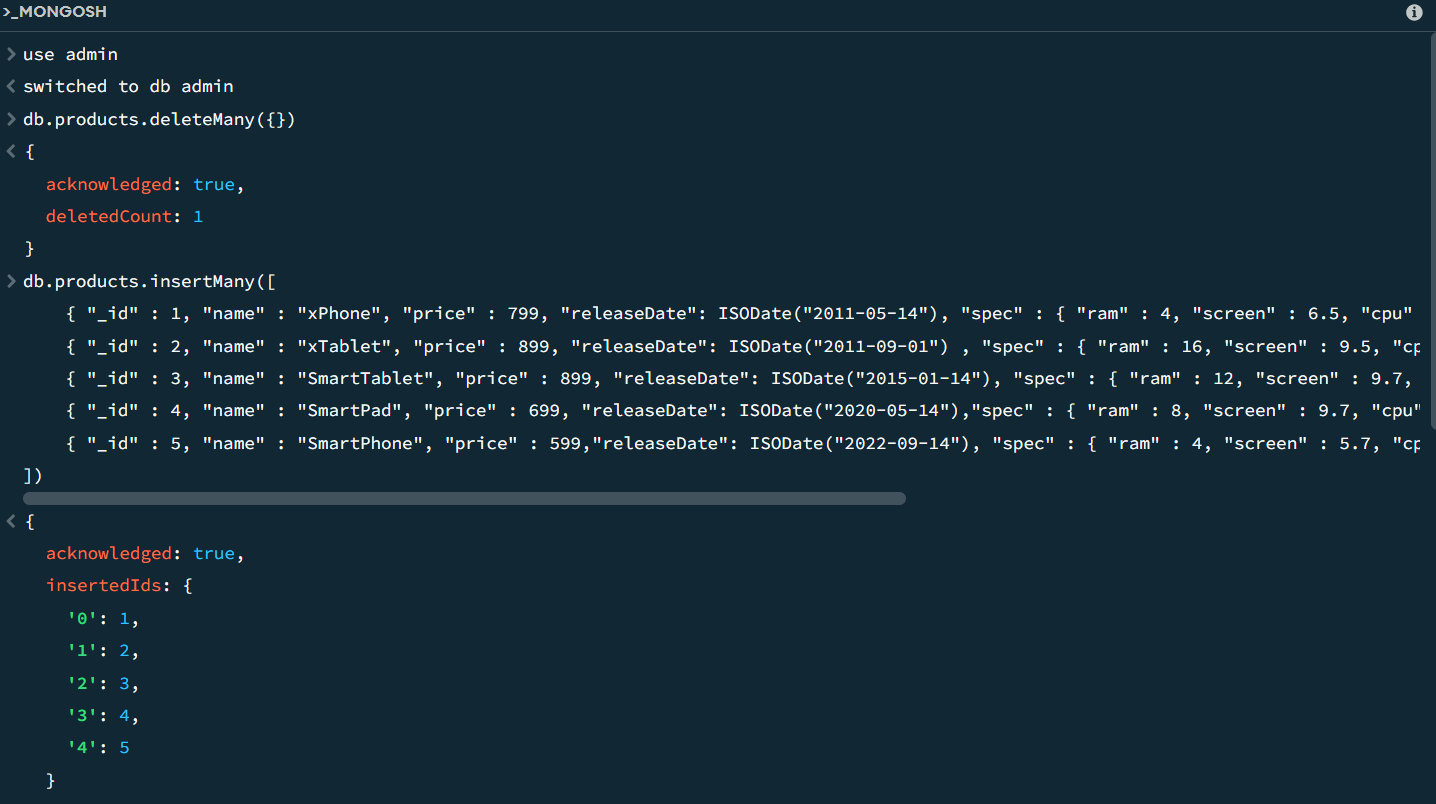 >_MONGOSH
> use admin
< switched to db admin
> db.products.deleteMany({})
< {
acknowledged: true,
deletedCount: 1
}
> db.products.insertMany([
{ "_id" : 1, "name" : "xPhone", "price" : 799, "releaseDate": ISODate("2011-05-14"), "spec" : { "ram" : 4, "screen" : 6.5, "cpu"
{ "_id" : 2, "name" : "xTablet", "price" : 899, "releaseDate": ISODate("2011-09-01") , "spec" : { "ram" : 16, "screen" : 9.5, "cp
{ "_id" : 3, "name" : "SmartTablet", "price" : 899, "releaseDate": ISODate("2015-01-14"), "spec" : { "ram" : 12, "screen" : 9.7,
{ "_id" : 4, "name" : "SmartPad", "price" : 699, "releaseDate": ISODate("2020-05-14"),"spec" : { "ram" : 8, "screen" : 9.7, "cpu"
{ "_id" : 5, "name" : "SmartPhone", "price" : 599,"releaseDate": ISODate("2022-09-14"), "spec" : { "ram" : 4, "screen" : 5.7, "cp
])
< {
acknowledged: true,
insertedIds: {
'0': 1,
'1': 2,
'2': 3,
'3': 4,
'4': 5
}